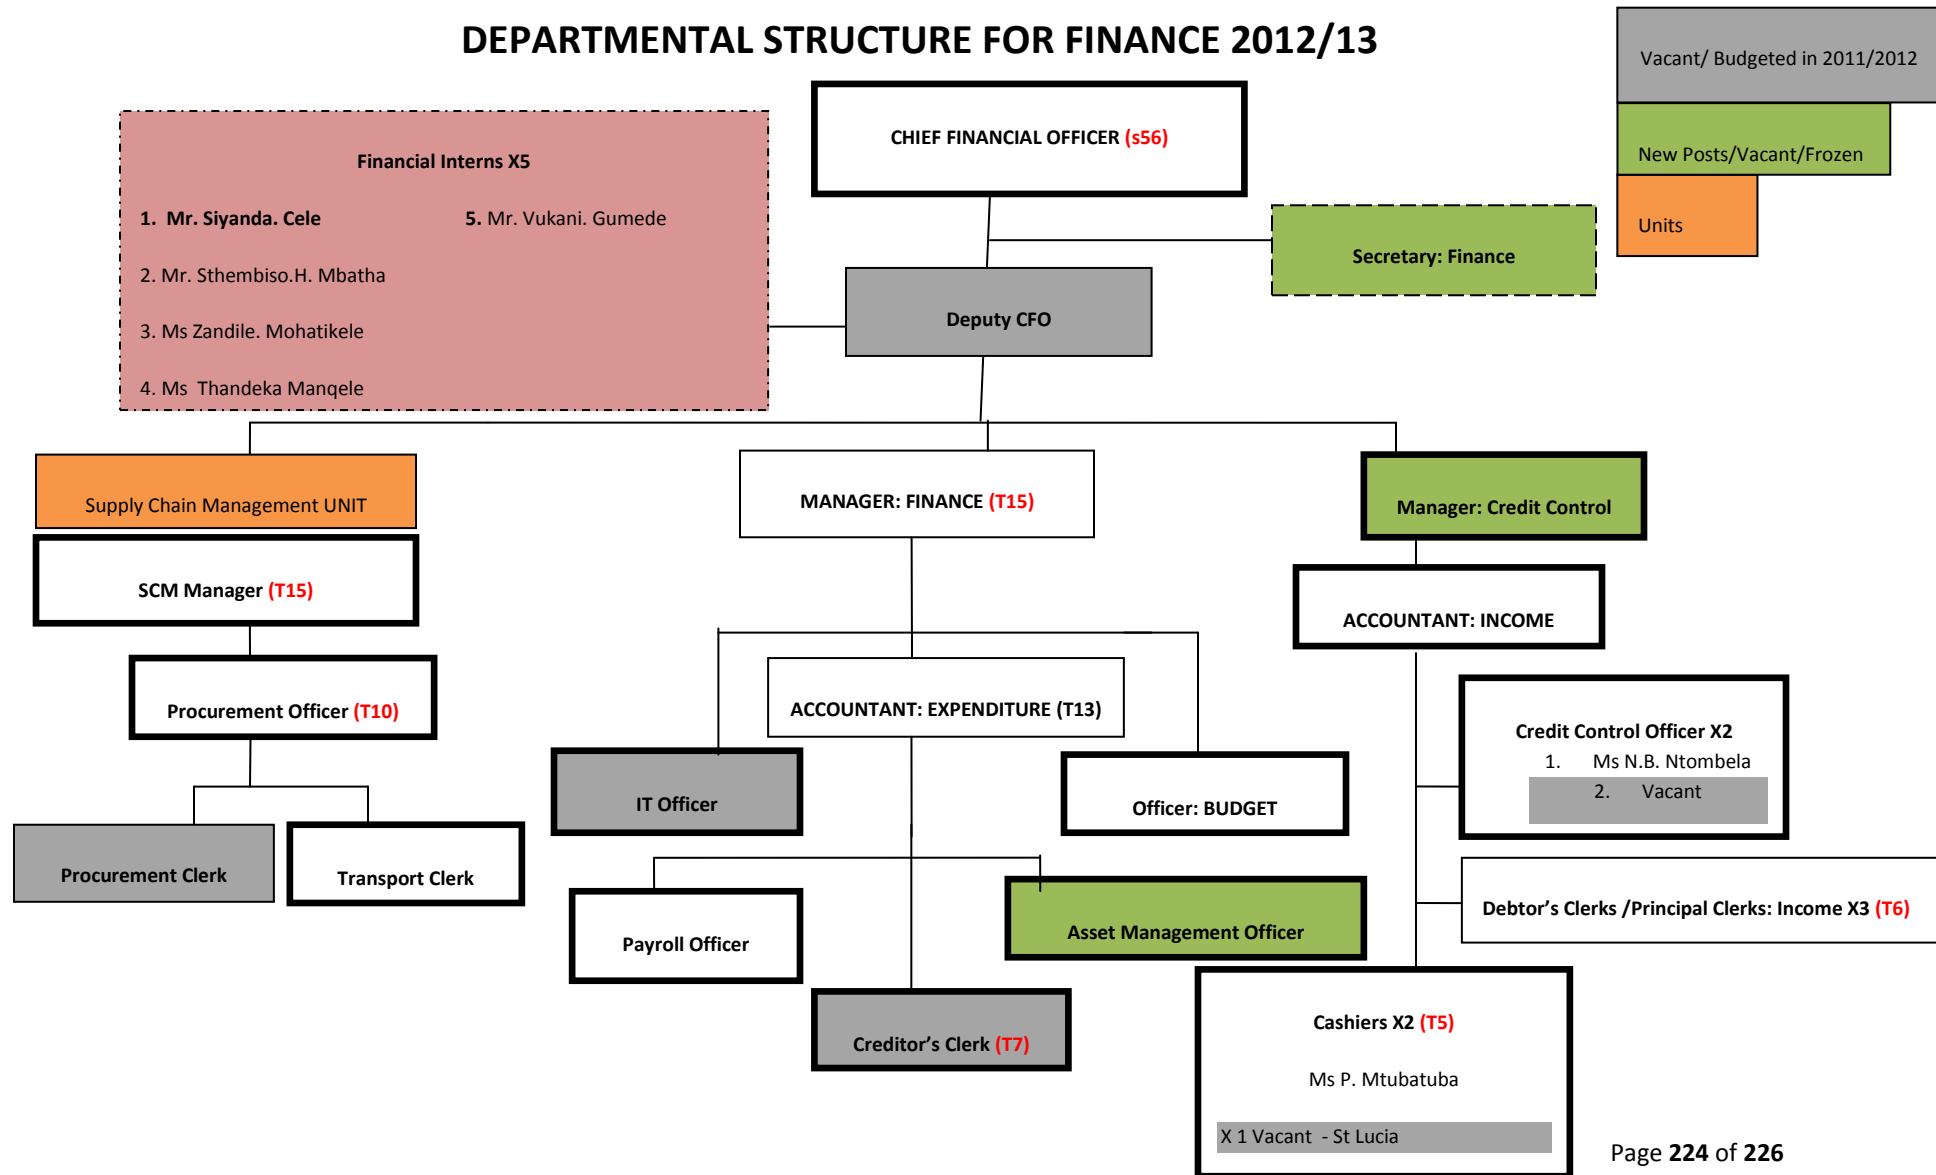 DEPARTMENTAL STRUCTURE FOR FINANCE 2012/13
Vacant/ Budgeted in 2011/2012
New Posts/Vacant/Frozen
Units
CHIEF FINANCIAL OFFICER (s56)
Financial Interns X5
1. Mr. Siyanda. Cele
5. Mr. Vukani. Gumede
2. Mr. Sthembiso.H. Mbatha
3. Ms Zandile. Mohatikele
4. Ms Thandeka Manqele
Secretary: Finance
Deputy CFO
Supply Chain Management UNIT
MANAGER: FINANCE (T15)
Manager: Credit Control
SCM Manager (T15)
ACCOUNTANT: INCOME
Procurement Officer (T10)
ACCOUNTANT: EXPENDITURE (T13)
Credit Control Officer X2
1. Ms N.B. Ntombela
2. Vacant
IT Officer
Officer: BUDGET
Procurement Clerk
Transport Clerk
Debtor's Clerks /Principal Clerks: Income X3 (T6)
Payroll Officer
Asset Management Officer
Creditor's Clerk (T7)
Cashiers X2 (T5)
Ms P. Mtubatuba
X 1 Vacant - St Lucia
Page 224 of 226